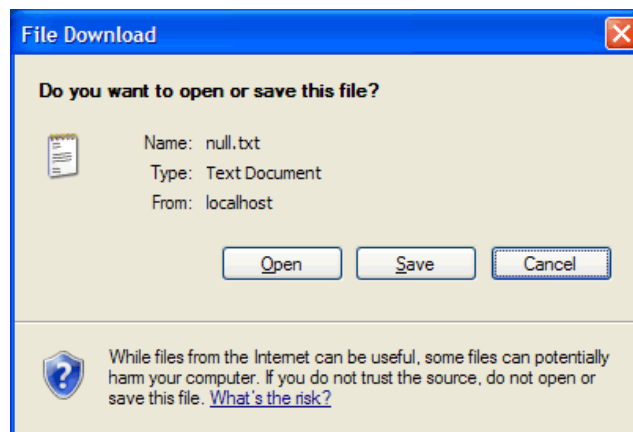 File Download
Do you want to open or save this file?
Name: null.txt
Type: Text Document
From: localhost
Open Save Cancel
While files from the Internet can be useful, some files can potentially
harm your computer. If you do not trust the source, do not open or
save this file. What's the risk?